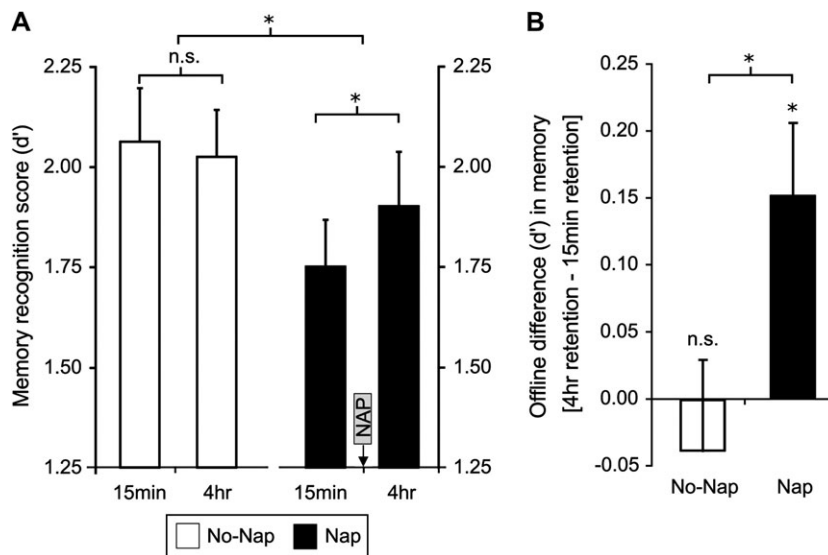 A
*
n.s.
*
2.25
2.00
1.75
1.50
1.25
Memory recognition score (d')
2.25
2.00
1.75
1.50
1.25
NAP
15min 4hr 15min 4hr
No-Nap Nap
B
*
*
n.s.
0.25
0.20
0.15
0.10
0.05
0.00
-0.05
Offline difference (d') in memory
[4hr retention - 15min retention]
No-Nap Nap